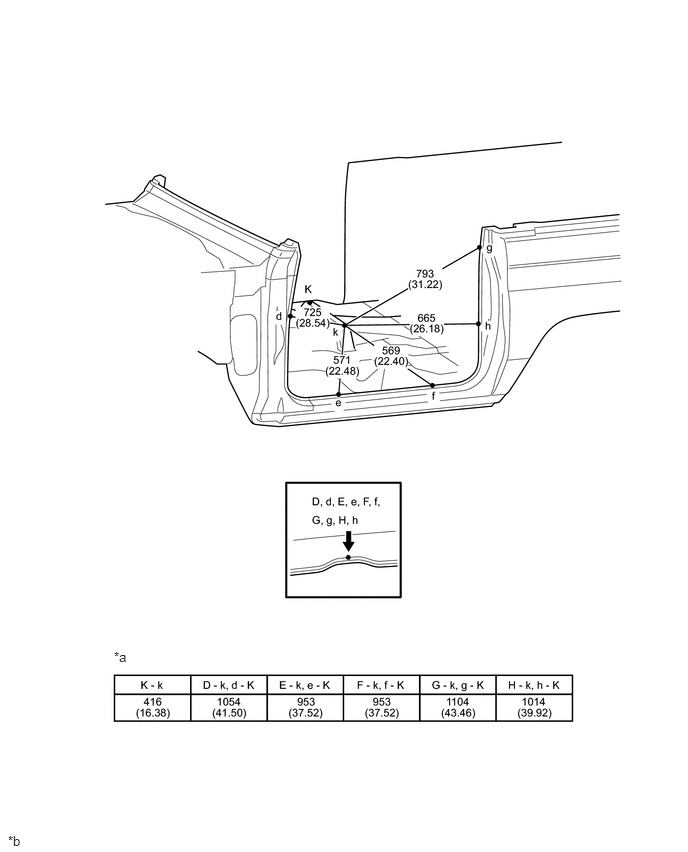 g
793
(31.22)
K
d
725
(28.54)
k
665
(26.18)
h
569
(22.40)
571
(22.48)
e
f
D, d, E, e, F, f,
G, g, H, h
*a
K - k D - k, d - K E - k, e - K F - k, f - K G - k, g - K H - k, h - K
416 1054 953 953 1104 1014
(16.38) (41.50) (37.52) (37.52) (43.46) (39.92)
*b